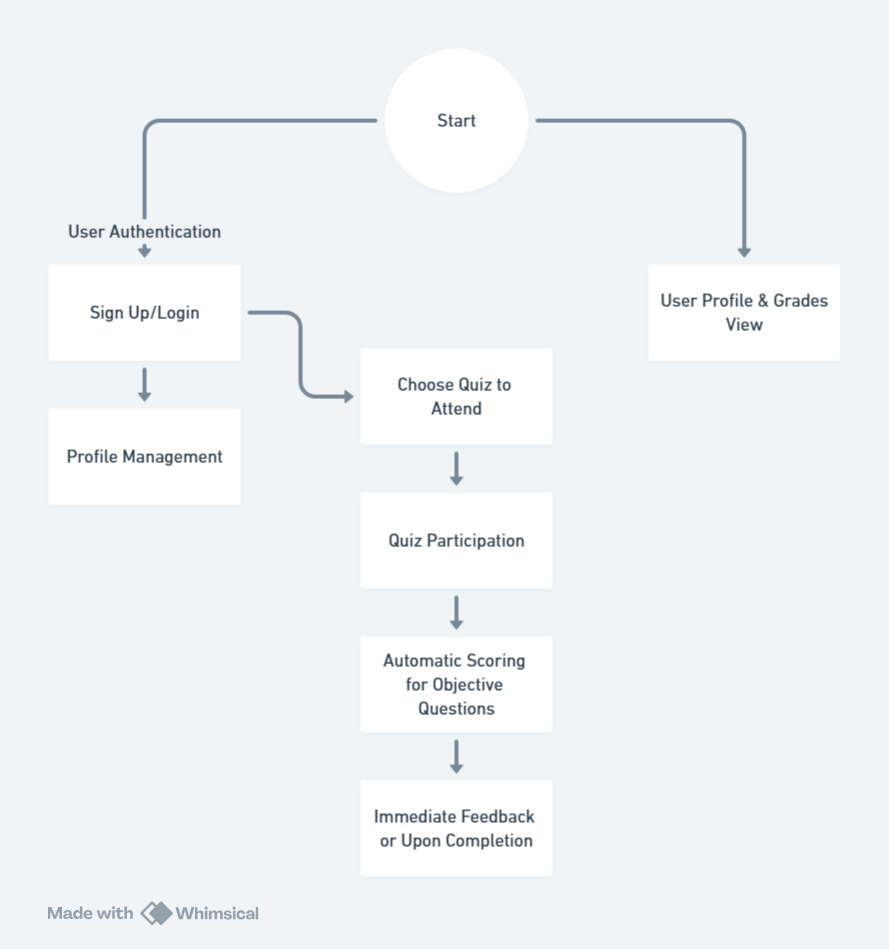 Start
User Authentication
Sign Up/Login
User Profile & Grades
View
Choose Quiz to
Attend
Profile Management
Quiz Participation
Automatic Scoring
for Objective
Questions
Immediate Feedback
or Upon Completion
Made with Whimsical